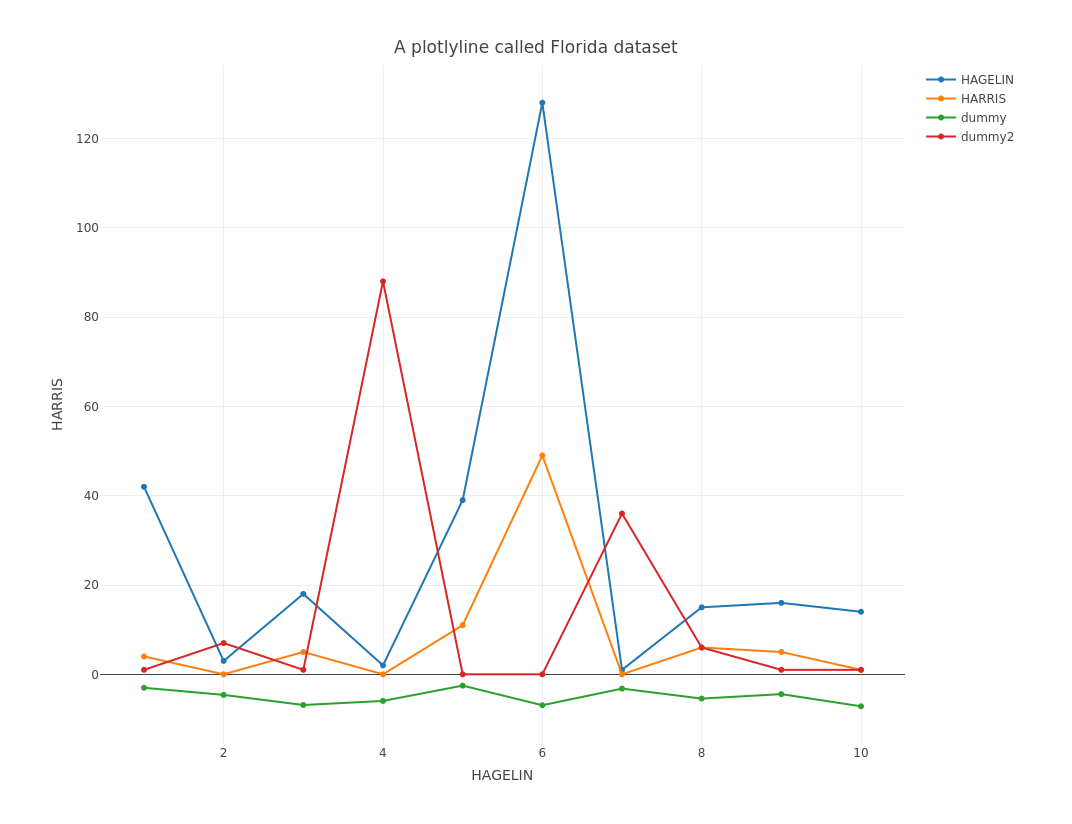 A plotlyline called Florida dataset
HAGELIN
HARRIS
dummy
dummy2
120
100
80
60
40
20
0
HARRIS
2 4 6 8 10
HAGELIN